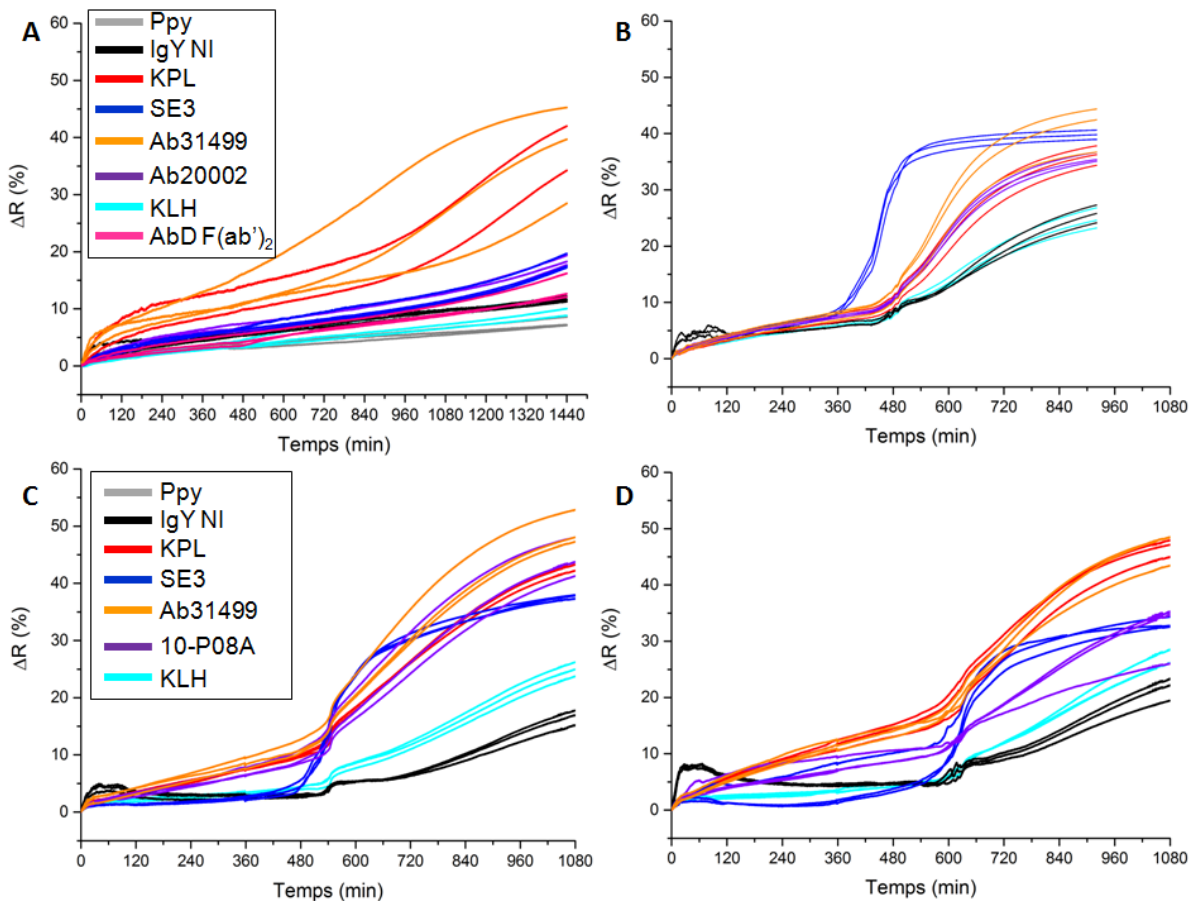 A
60
50
40
30
20
10
0
ΔR (%)
Ppy
IgY NI
KPL
SE3
Ab31499
Ab20002
KLH
AbD F(ab')2
0 120 240 360 480 600 720 840 960 1080 1200 1320 1440
Temps (min)
B
60
50
40
30
20
10
0
ΔR (%)
0 120 240 360 480 600 720 840 960 1080
Temps (min)
C
60
50
40
30
20
10
0
ΔR (%)
Ppy
IgY NI
KPL
SE3
Ab31499
10-P08A
KLH
0 120 240 360 480 600 720 840 960 1080
Temps (min)
D
60
50
40
30
20
10
0
ΔR (%)
0 120 240 360 480 600 720 840 960 1080
Temps (min)